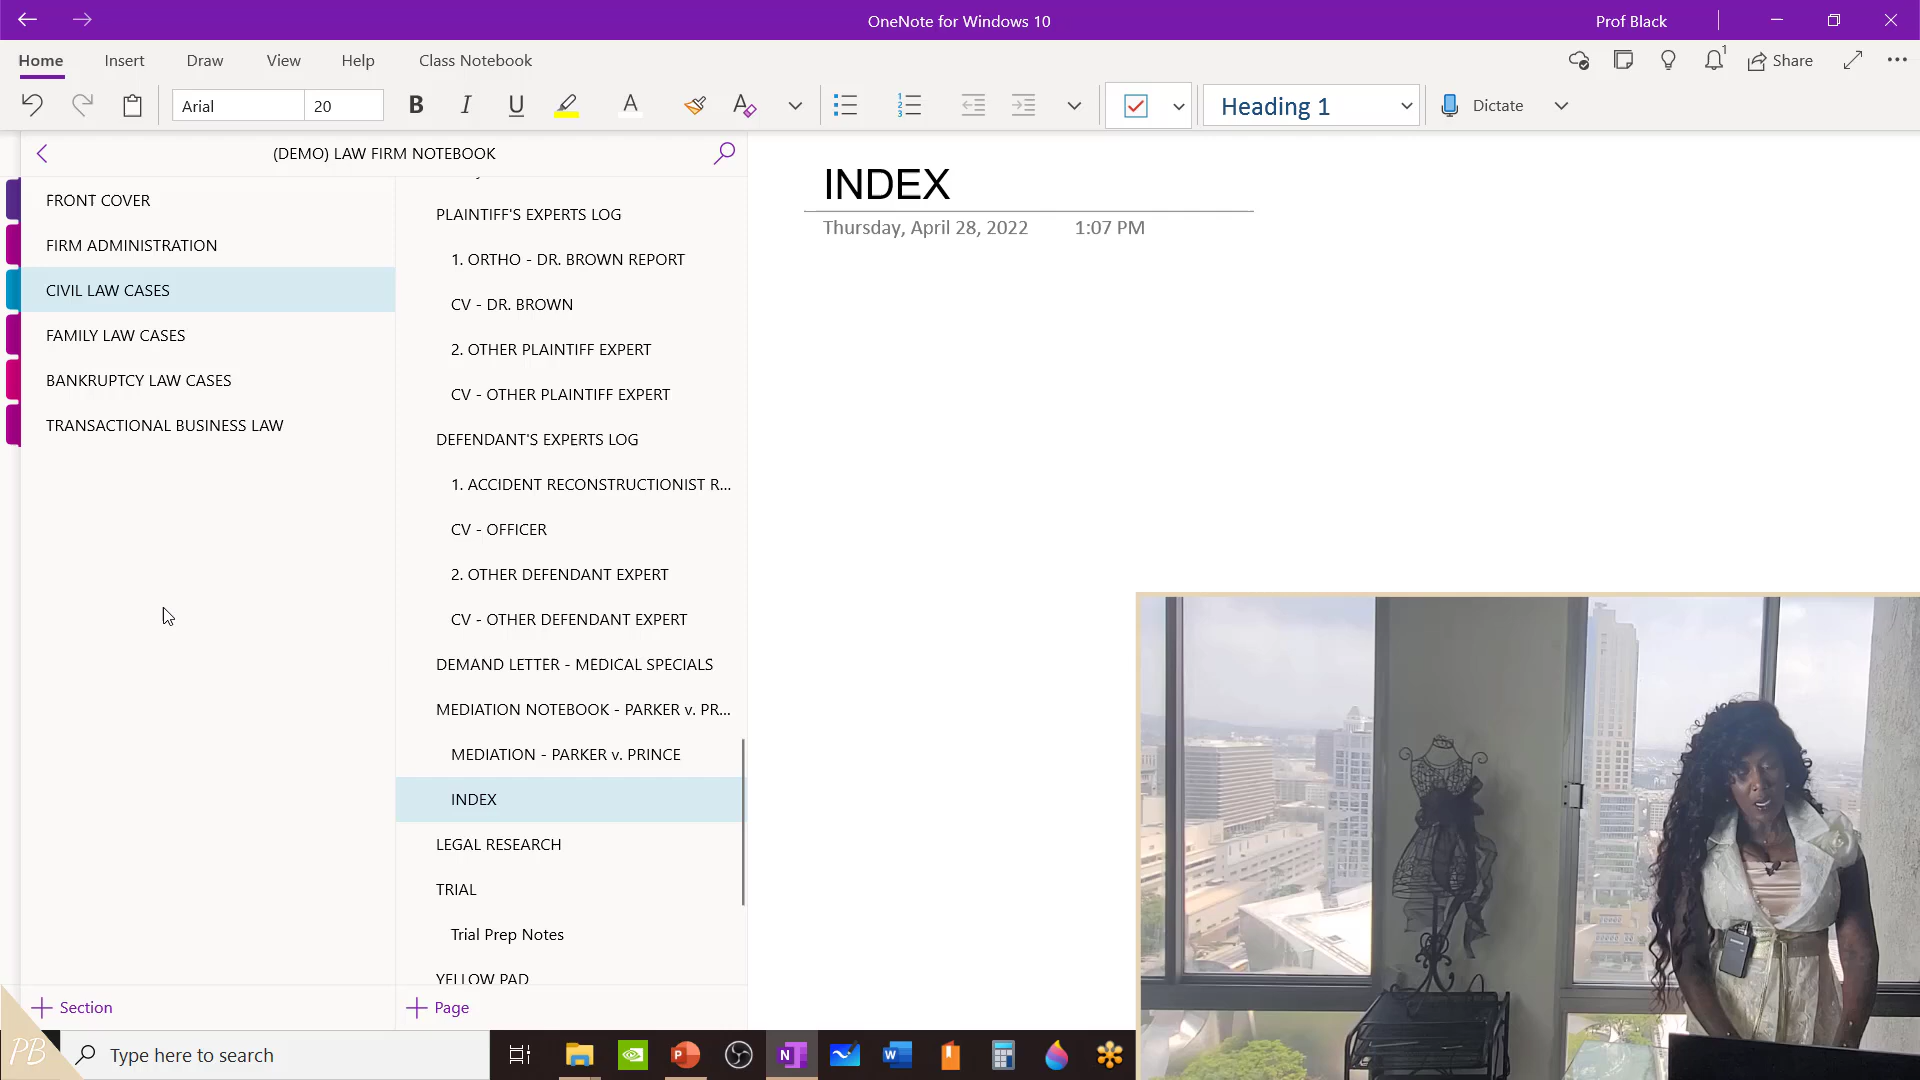 OneNote for Windows 10
Prof Black
Home
Insert
Draw
View
Help
Class Notebook
1
Share
Arial
20
B
I
U
A
A
Heading 1
Dictate
(DEMO) LAW FIRM NOTEBOOK
FRONT COVER
FIRM ADMINISTRATION
CIVIL LAW CASES
FAMILY LAW CASES
BANKRUPTCY LAW CASES
TRANSACTIONAL BUSINESS LAW
PLAINTIFF'S EXPERTS LOG
1. ORTHO - DR. BROWN REPORT
CV - DR. BROWN
2. OTHER PLAINTIFF EXPERT
CV - OTHER PLAINTIFF EXPERT
DEFENDANT'S EXPERTS LOG
1. ACCIDENT RECONSTRUCTIONIST R...
CV - OFFICER
2. OTHER DEFENDANT EXPERT
CV - OTHER DEFENDANT EXPERT
DEMAND LETTER - MEDICAL SPECIALS
MEDIATION NOTEBOOK - PARKER v. PR...
MEDIATION - PARKER v. PRINCE
INDEX
LEGAL RESEARCH
TRIAL
Trial Prep Notes
YELLOW PAD
Section
Page
INDEX
Thursday, April 28, 2022 1:07 PM
PB
Type here to search